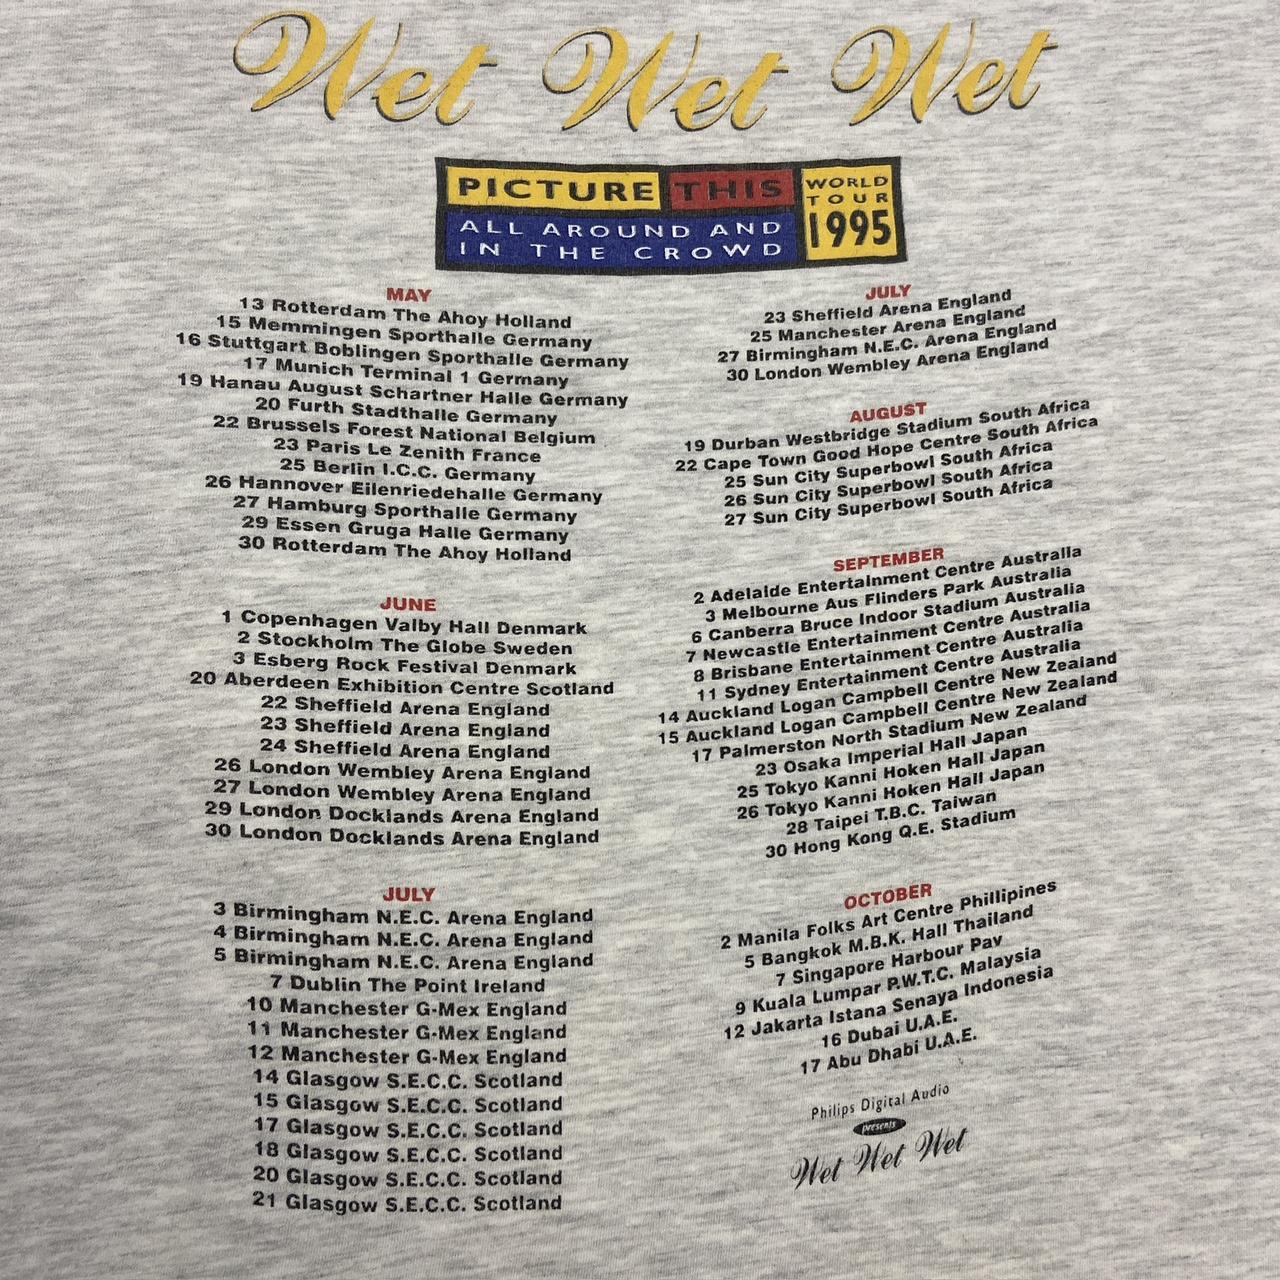 Wet Wet Wet
PICTURE THIS
ALL AROUND AND
IN THE CROWD
WORLD
TOUR
1995
MAY
13 Rotterdam The Ahoy Holland
15 Memmingen Sporthalle Germany
16 Stuttgart Boblingen Sporthalle Germany
17 Munich Terminal 1 Germany
19 Hanau August Schartner Halle Germany
20 Furth Stadthalle Germany
22 Brussels Forest National Belgium
23 Paris Le Zenith France
25 Berlin I.C.C. Germany
26 Hannover Eilenriedehalle Germany
27 Hamburg Sporthalle Germany
29 Essen Gruga Halle Germany
30 Rotterdam The Ahoy Holland
JUNE
1 Copenhagen Valby Hall Denmark
2 Stockholm The Globe Sweden
3 Esberg Rock Festival Denmark
20 Aberdeen Exhibition Centre Scotland
22 Sheffield Arena England
23 Sheffield Arena England
24 Sheffield Arena England
26 London Wembley Arena England
27 London Wembley Arena England
29 London Docklands Arena England
30 London Docklands Arena England
JULY
3 Birmingham N.E.C. Arena England
4 Birmingham N.E.C. Arena England
5 Birmingham N.E.C. Arena England
7 Dublin The Point Ireland
10 Manchester G-Mex England
11 Manchester G-Mex England
12 Manchester G-Mex England
14 Glasgow S.E.C.C. Scotland
15 Glasgow S.E.C.C. Scotland
17 Glasgow S.E.C.C. Scotland
18 Glasgow S.E.C.C. Scotland
20 Glasgow S.E.C.C. Scotland
21 Glasgow S.E.C.C. Scotland
JULY
23 Sheffield Arena England
25 Manchester Arena England
27 Birmingham N.E.C. Arena England
30 London Wembley Arena England
AUGUST
19 Durban Westbridge Stadium South Africa
22 Cape Town Good Hope Centre South Africa
25 Sun City Superbowl South Africa
26 Sun City Superbowl South Africa
27 Sun City Superbowl South Africa
SEPTEMBER
2 Adelaide Entertainment Centre Australia
3 Melbourne Aus Flinders Park Australia
6 Canberra Bruce Indoor Stadium Australia
7 Newcastle Entertainment Centre Australia
8 Brisbane Entertainment Centre Australia
11 Sydney Entertainment Centre Australia
14 Auckland Logan Campbell Centre New Zealand
15 Auckland Logan Campbell Centre New Zealand
17 Palmerston North Stadium New Zealand
23 Osaka Imperial Hall Japan
25 Tokyo Kanni Hoken Hall Japan
26 Tokyo Kanni Hoken Hall Japan
28 Taipei T.B.C. Taiwan
30 Hong Kong Q.E. Stadium
OCTOBER
2 Manila Folks Art Centre Phillipines
5 Bangkok M.B.K. Hall Thailand
7 Singapore Harbour Pav
9 Kuala Lumpar P.W.T.C. Malaysia
12 Jakarta Istana Senaya Indonesia
16 Dubai U.A.E.
17 Abu Dhabi U.A.E.
Philips Digital Audio
presents
Wet Wet Wet